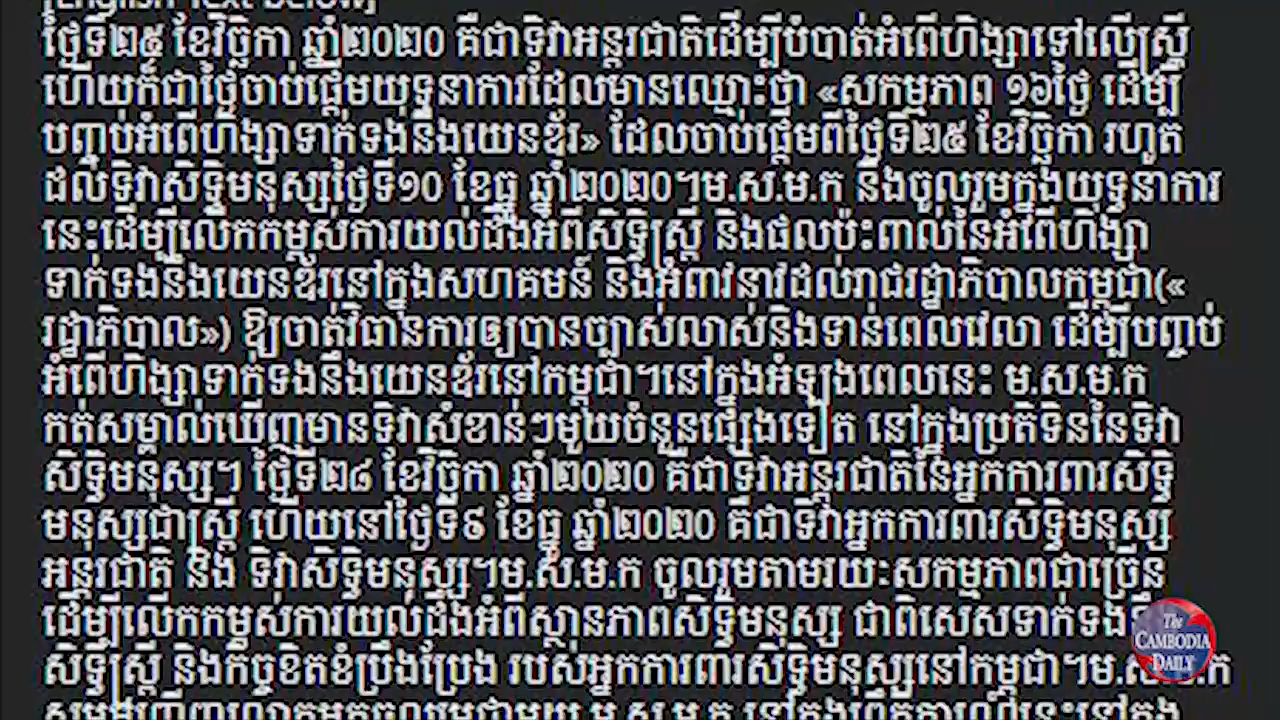 [English Text Below]
ថ្ងៃទី២៥ ខែវិច្ឆិកា ឆ្នាំ២០២០ គឺជាទិវាអន្តរជាតិដើម្បីបំបាត់អំពើហិង្សាទៅលើស្ត្រី
ហើយក៏ជាថ្ងៃចាប់ផ្តើមយុទ្ធនាការដែលមានឈ្មោះថា «សកម្មភាព ១៦ថ្ងៃ ដើម្បី
បញ្ចប់អំពើហិង្សាទាក់ទងនឹងយេនឌ័រ» ដែលចាប់ផ្តើមពីថ្ងៃទី២៥ ខែវិច្ឆិកា រហូត
ដល់ទិវាសិទ្ធិមនុស្សថ្ងៃទី១០ ខែធ្នូ ឆ្នាំ២០២០។ម.ស.ម.ក នឹងចូលរួមក្នុងយុទ្ធនាការ
នេះដើម្បីលើកកម្ពស់ការយល់ដឹងអំពីសិទ្ធិស្ត្រី និងផលប៉ះពាល់នៃអំពើហិង្សា
ទាក់ទងនឹងយេនឌ័រនៅក្នុងសហគមន៍ និងអំពាវនាវដល់រាជរដ្ឋាភិបាលកម្ពុជា(«
រដ្ឋាភិបាល») ឱ្យចាត់វិធានការឲ្យបានច្បាស់លាស់និងទាន់ពេលវេលា ដើម្បីបញ្ចប់
អំពើហិង្សាទាក់ទងនឹងយេនឌ័រនៅកម្ពុជា។នៅក្នុងអំឡុងពេលនេះ ម.ស.ម.ក
កត់សម្គាល់ឃើញមានទិវាសំខាន់ៗមួយចំនួនផ្សេងទៀត នៅក្នុងប្រតិទិននៃទិវា
សិទ្ធិមនុស្ស។ ថ្ងៃទី២៨ ខែវិច្ឆិកា ឆ្នាំ២០២០ គឺជាទិវាអន្តរជាតិនៃអ្នកការពារសិទ្ធិ
មនុស្សជាស្ត្រី ហើយនៅថ្ងៃទី៩ ខែធ្នូ ឆ្នាំ២០២០ គឺជាទិវាអ្នកការពារសិទ្ធិមនុស្ស
អន្តរជាតិ និង ទិវាសិទ្ធិមនុស្ស។ម.ស.ម.ក ចូលរួមតាមរយៈសកម្មភាពជាច្រើន
ដើម្បីលើកកម្ពស់ការយល់ដឹងអំពីស្ថានភាពសិទ្ធិមនុស្ស ជាពិសេសទាក់ទងនឹង
សិទ្ធិស្ត្រី និងកិច្ចខិតខំប្រឹងប្រែង របស់អ្នកការពារសិទ្ធិមនុស្សនៅកម្ពុជា។ម.ស.ម.ក
The
CAMBODIA
DAILY